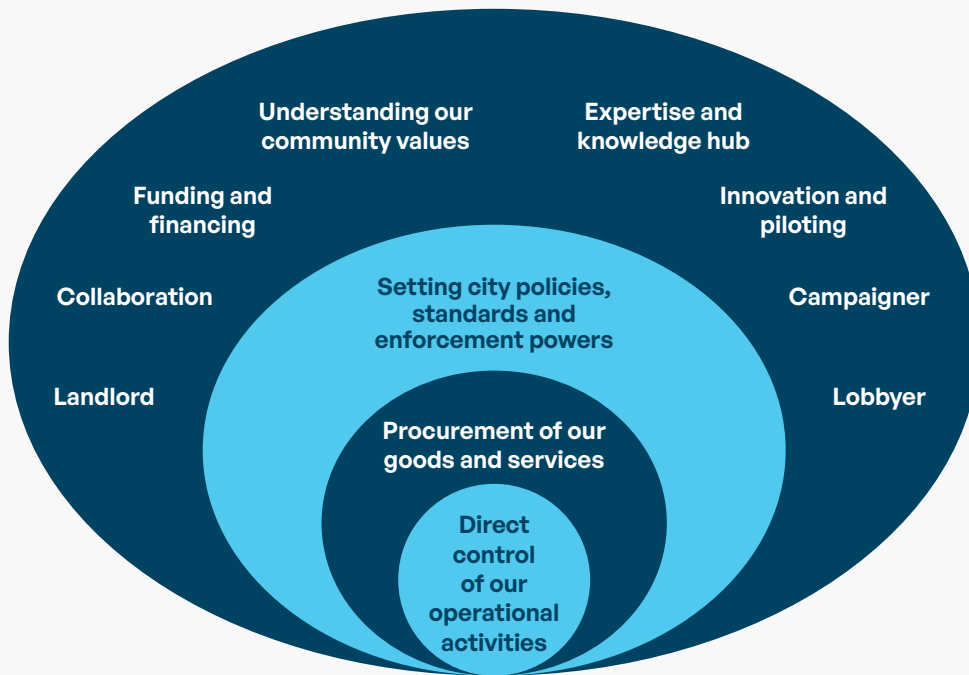 Understanding our
community values
Expertise and
knowledge hub
Funding and
financing
Innovation and
piloting
Collaboration
Setting city policies,
standards and
enforcement powers
Campaigner
Landlord
Lobbyer
Procurement of our
goods and services
Direct
control
of our
operational
activities